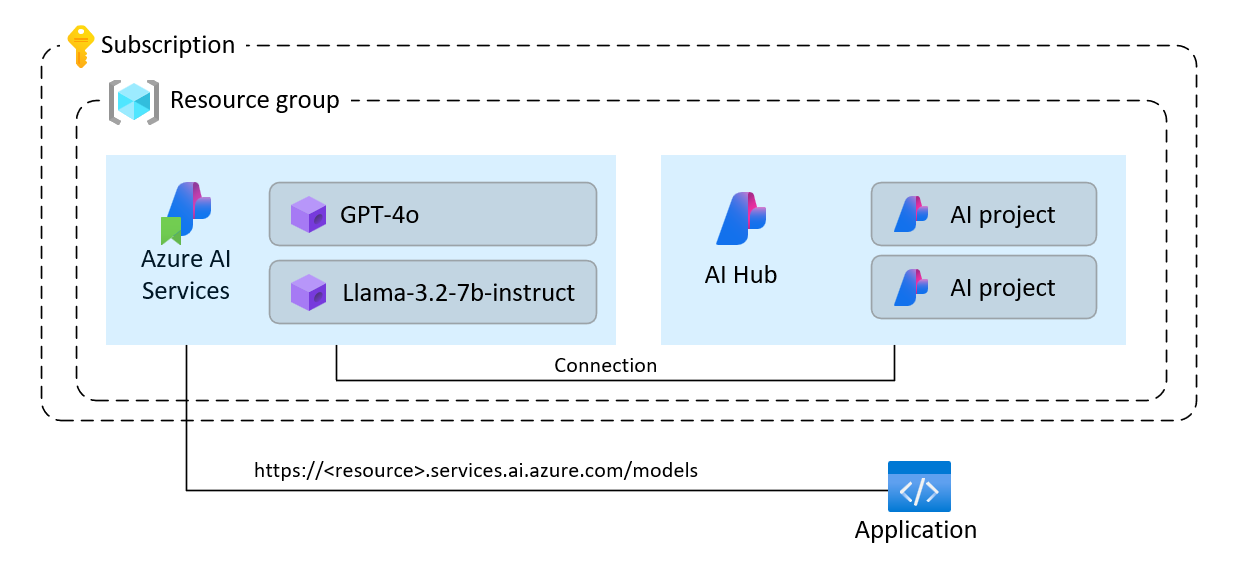 Subscription
Resource group
Azure AI
Services
GPT-4o
Llama-3.2-7b-instruct
AI Hub
AI project
AI project
Connection
https://<resource>.services.ai.azure.com/models
Application